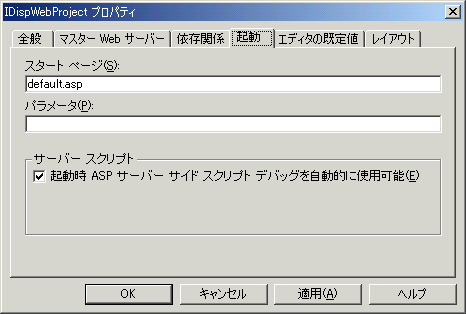 IDispWebProject プロパティ
全般 マスター Web サーバー 依存関係 起動 エディタの既定値 レイアウト
スタート ページ(S):
default.asp
パラメータ(P):
サーバー スクリプト
起動時 ASP サーバー サイド スクリプト デバッグを自動的に使用可能(E)
OK キャンセル 適用(A) ヘルプ